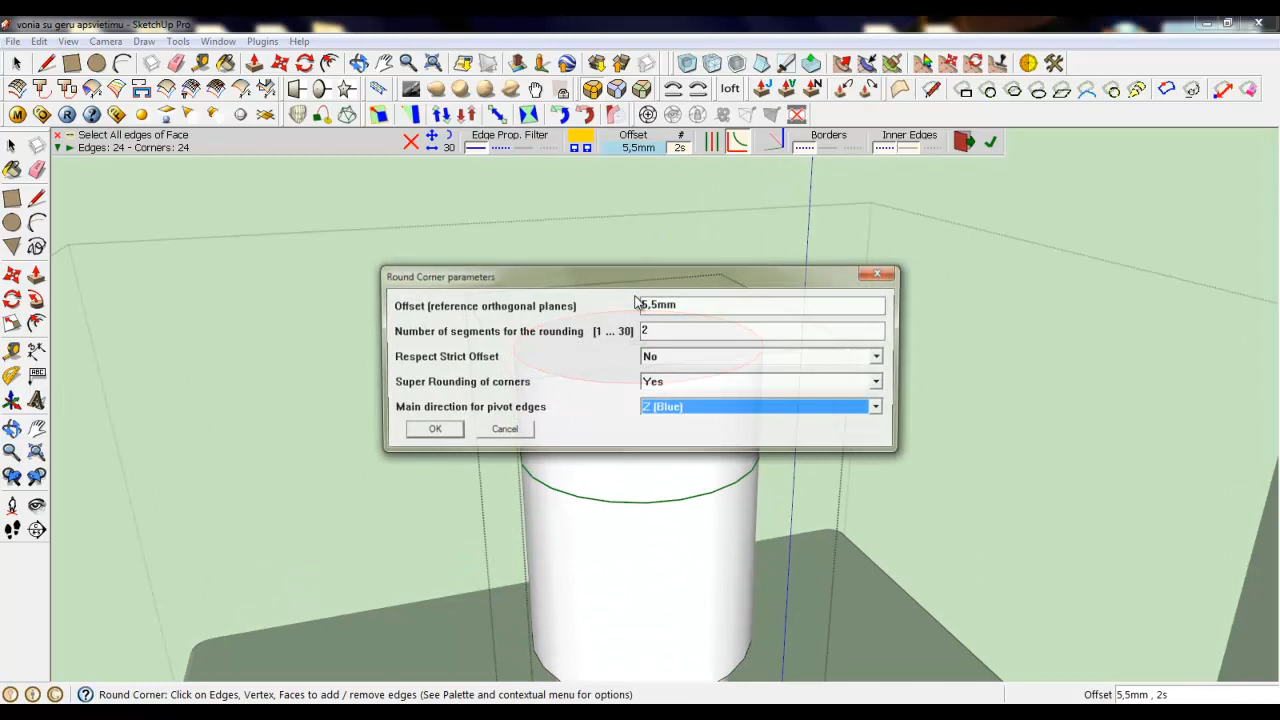 vonia su geru apsvietimu - SketchUp Pro
File Edit View Camera Draw Tools Window Plugins Help
loft
M Q R ?
Select All edges of Face
Edges: 24 - Corners: 24
30
Edge Prop. Filter
Offset
5,5mm
#
2s
Borders
Inner Edges
Round Corner parameters
Offset (reference orthogonal planes) 5,5mm
Number of segments for the rounding [1 ... 30] 2
Respect Strict Offset No
Super Rounding of corners Yes
Main direction for pivot edges Z (Blue)
OK Cancel
ABC
Round Corner: Click on Edges, Vertex, Faces to add / remove edges (See Palette and contextual menu for options)
Offset 5,5mm , 2s